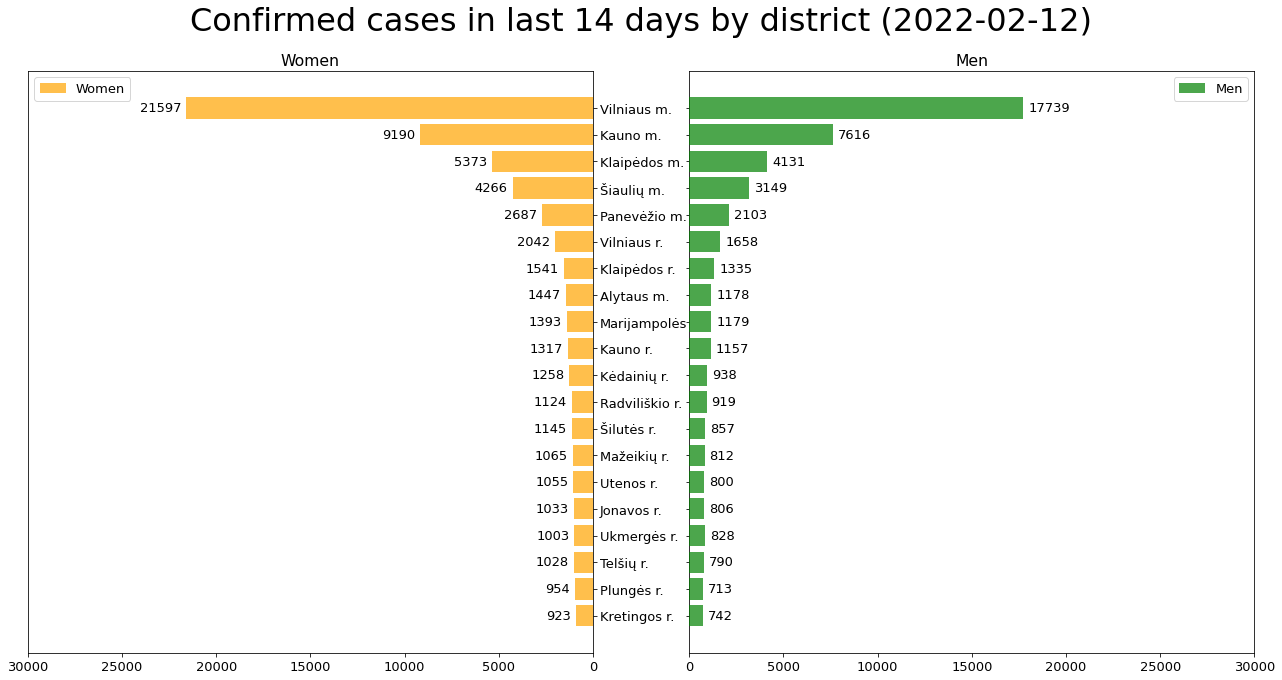 Confirmed cases in last 14 days by district (2022-02-12)
Women Men
Women Men
21597 Vilniaus m. 17739
9190 Kauno m. 7616
5373 Klaipėdos m. 4131
4266 Šiaulių m. 3149
2687 Panevėžio m. 2103
2042 Vilniaus r. 1658
1541 Klaipėdos r. 1335
1447 Alytaus m. 1178
1393 Marijampolės 1179
1317 Kauno r. 1157
1258 Kėdainių r. 938
1124 Radviliškio r. 919
1145 Šilutės r. 857
1065 Mažeikių r. 812
1055 Utenos r. 800
1033 Jonavos r. 806
1003 Ukmergės r. 828
1028 Telšių r. 790
954 Plungės r. 713
923 Kretingos r. 742
30000 25000 20000 15000 10000 5000 0 0 5000 10000 15000 20000 25000 30000